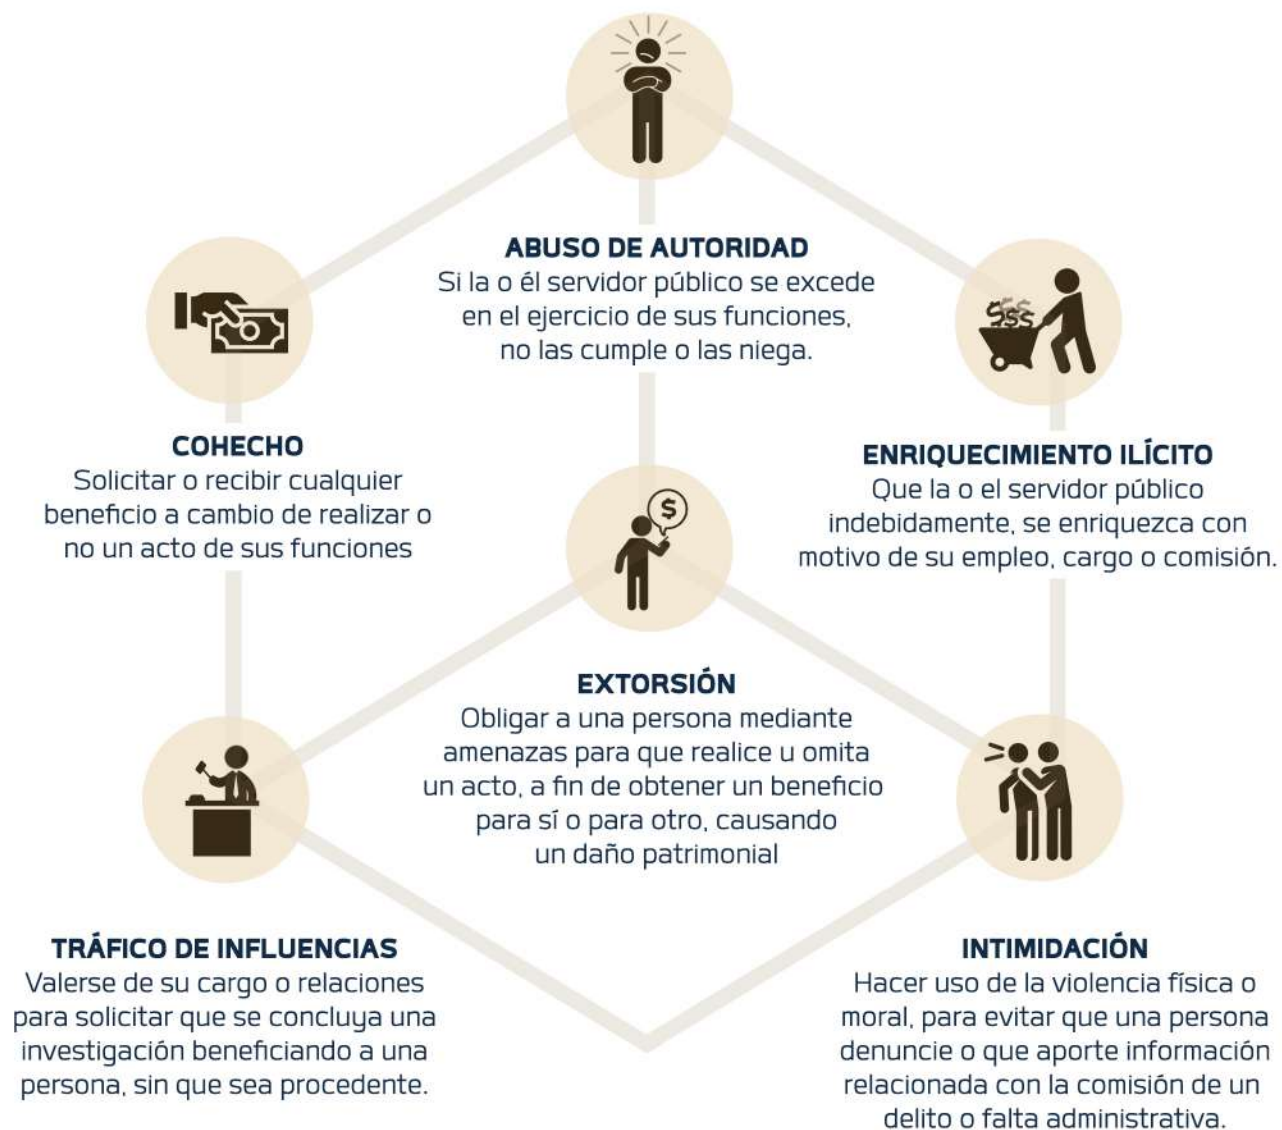 ABUSO DE AUTORIDAD
Si la o él servidor público se excede
en el ejercicio de sus funciones,
no las cumple o las niega.
COHECHO
Solicitar o recibir cualquier
beneficio a cambio de realizar o
no un acto de sus funciones
$$$
$$$
ENRIQUECIMIENTO ILÍCITO
Que la o el servidor público
indebidamente, se enriquezca con
motivo de su empleo, cargo o comisión.
$
EXTORSIÓN
Obligar a una persona mediante
amenazas para que realice u omita
un acto, a fin de obtener un beneficio
para sí o para otro, causando
un daño patrimonial
TRÁFICO DE INFLUENCIAS
Valerse de su cargo o relaciones
para solicitar que se concluya una
investigación beneficiando a una
persona, sin que sea procedente.
INTIMIDACIÓN
Hacer uso de la violencia física o
moral, para evitar que una persona
denuncie o que aporte información
relacionada con la comisión de un
delito o falta administrativa.